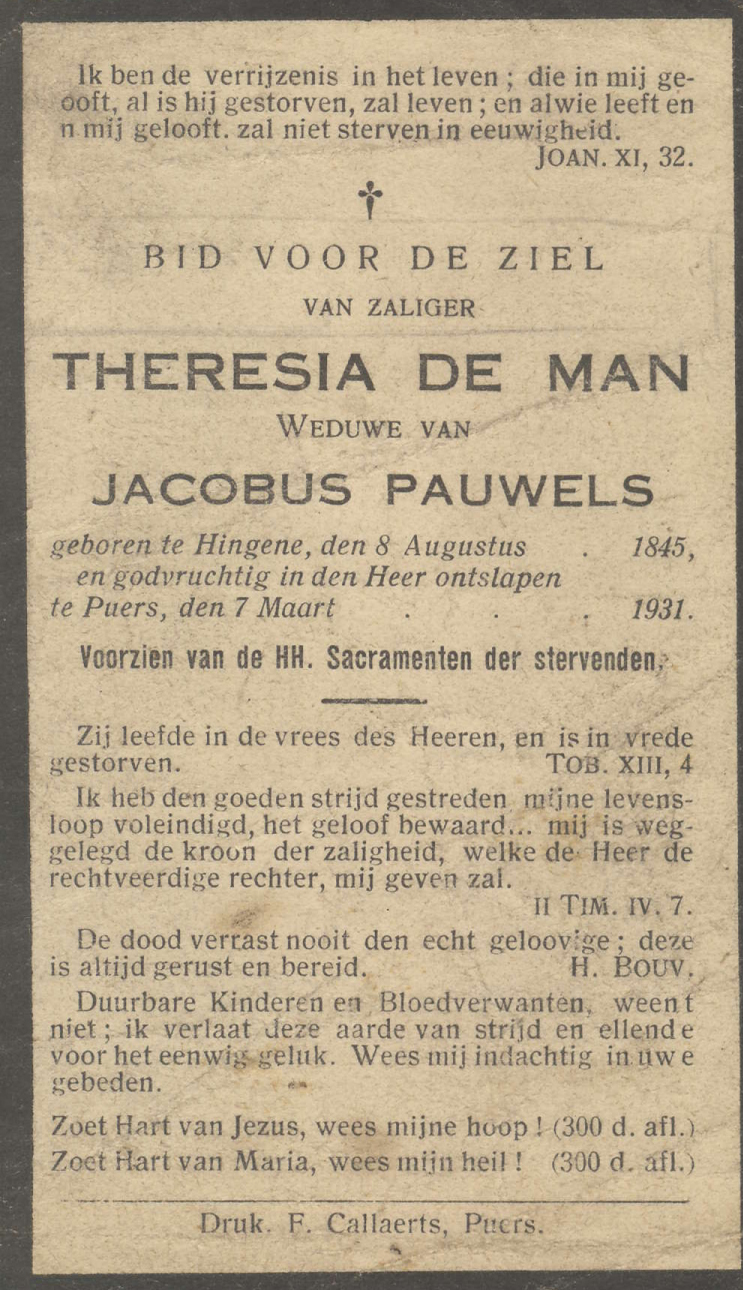 Ik ben de verrijzenis in het leven ; die in mij ge-
ooft, al is hij gestorven, zal leven ; en alwie leeft en
n mij gelooft. zal niet sterven in eeuwigheid.
JOAN. XI, 32.
†
BID VOOR DE ZIEL
VAN ZALIGER
THERESIA DE MAN
WEDUWE VAN
JACOBUS PAUWELS
geboren te Hingene, den 8 Augustus . 1845,
en godvruchtig in den Heer ontslapen
te Puers, den 7 Maart . . . 1931.
Voorzien van de HH. Sacramenten der stervenden.
Zij leefde in de vrees des Heeren, en is in vrede
gestorven. TOB. XIII, 4
Ik heb den goeden strijd gestreden mijne levens-
loop voleindigd, het geloof bewaard... mij is weg-
gelegd de kroon der zaligheid, welke de Heer de
rechtveerdige rechter, mij geven zal.
II TIM. IV. 7.
De dood verrast nooit den echt geloovige ; deze
is altijd gerust en bereid. H. BOUV.
Duurbare Kinderen en Bloedverwanten, weent
niet ; ik verlaat deze aarde van strijd en ellende
voor het eenwig geluk. Wees mij indachtig in uwe
gebeden.
Zoet Hart van Jezus, wees mijne hoop ! (300 d. afl.)
Zoet Hart van Maria, wees mijn heil ! (300 d. afl.)
Druk. F. Callaerts, Puers.